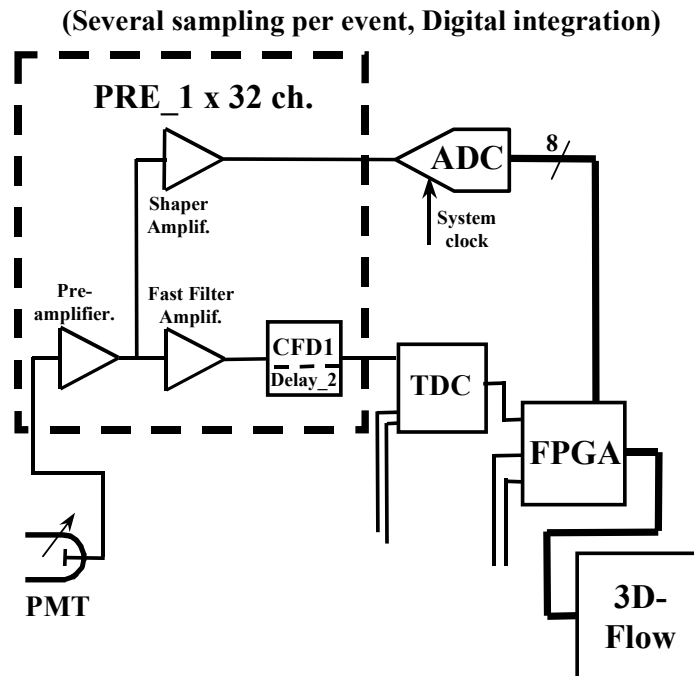 (Several sampling per event, Digital integration)
PRE_1 x 32 ch.
ADC
8
Shaper
Amplif.
System
clock
Pre-
amplifier.
Fast Filter
Amplif.
CFD1
Delay_2
TDC
FPGA
PMT
3D-
Flow